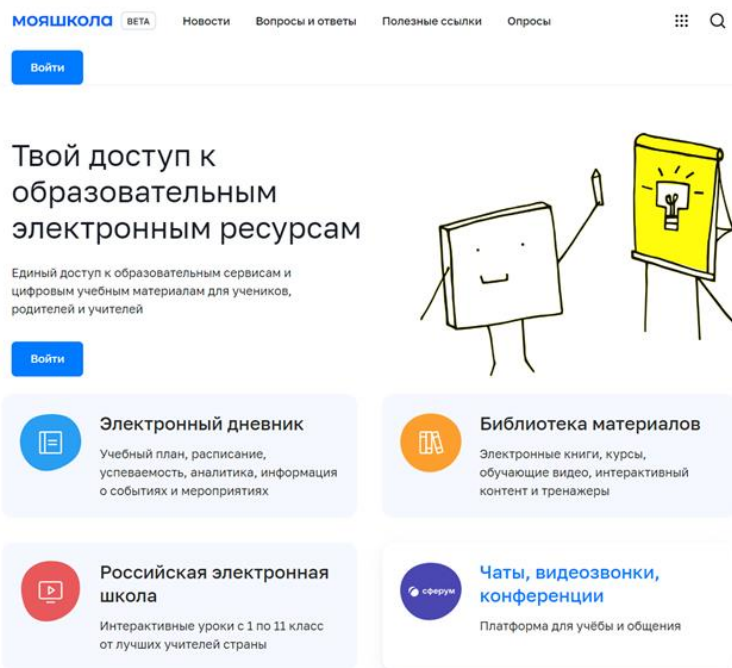 МОЯШКОЛА BETA Новости Вопросы и ответы Полезные ссылки Опросы
Войти
Твой доступ к
образовательным
электронным ресурсам
Единый доступ к образовательным сервисам и
цифровым учебным материалам для учеников,
родителей и учителей
Войти
Электронный дневник
Учебный план, расписание,
успеваемость, аналитика, информация
о событиях и мероприятиях
Библиотека материалов
Электронные книги, курсы,
обучающие видео, интерактивный
контент и тренажеры
Российская электронная
школа
Интерактивные уроки с 1 по 11 класс
от лучших учителей страны
сферум
Чаты, видеозвонки,
конференции
Платформа для учёбы и общения